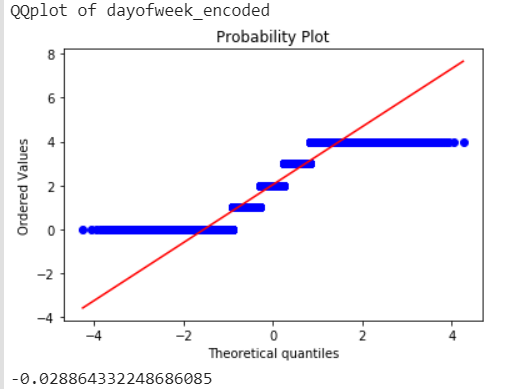 QQplot of dayofweek_encoded
Probability Plot
8
6
4
2
0
−2
−4
Ordered Values
−4 −2 0 2 4
Theoretical quantiles
-0.028864332248686085